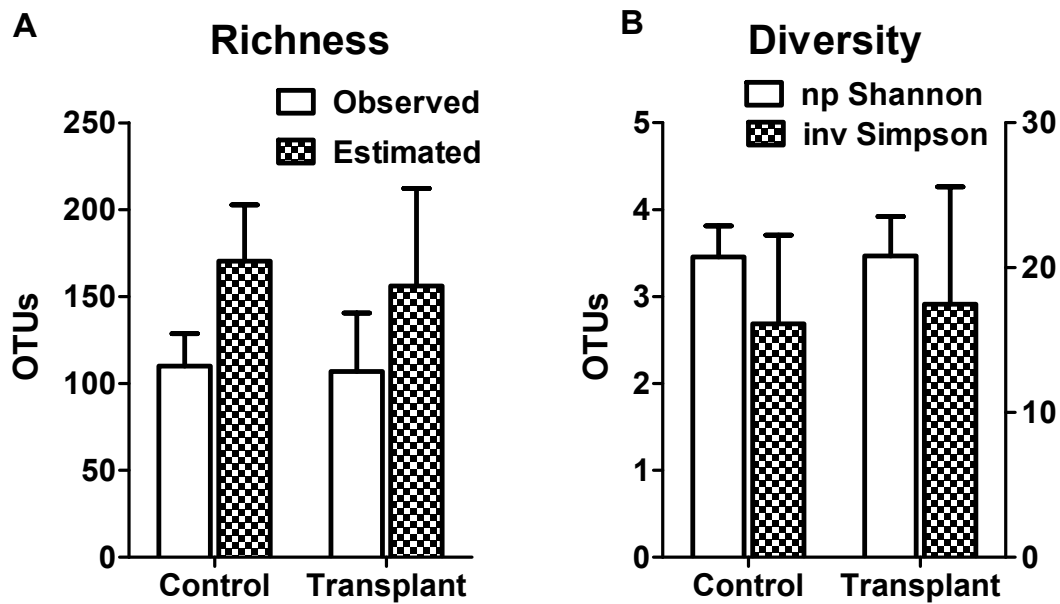 A
Richness
Observed
Estimated
250
200
150
100
50
0
OTUs
Control Transplant
B
Diversity
np Shannon
inv Simpson
5
4
3
2
1
0
OTUs
30
20
10
0
Control Transplant